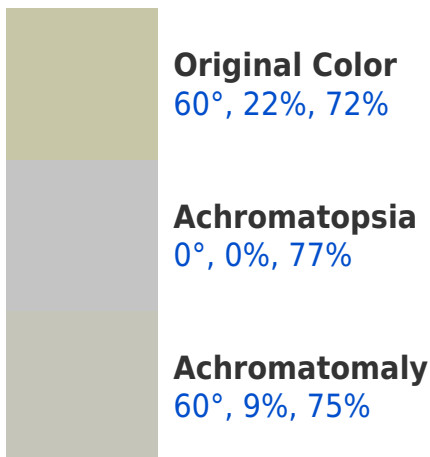 Original Color
60°, 22%, 72%
Achromatopsia
0°, 0%, 77%
Achromatomaly
60°, 9%, 75%